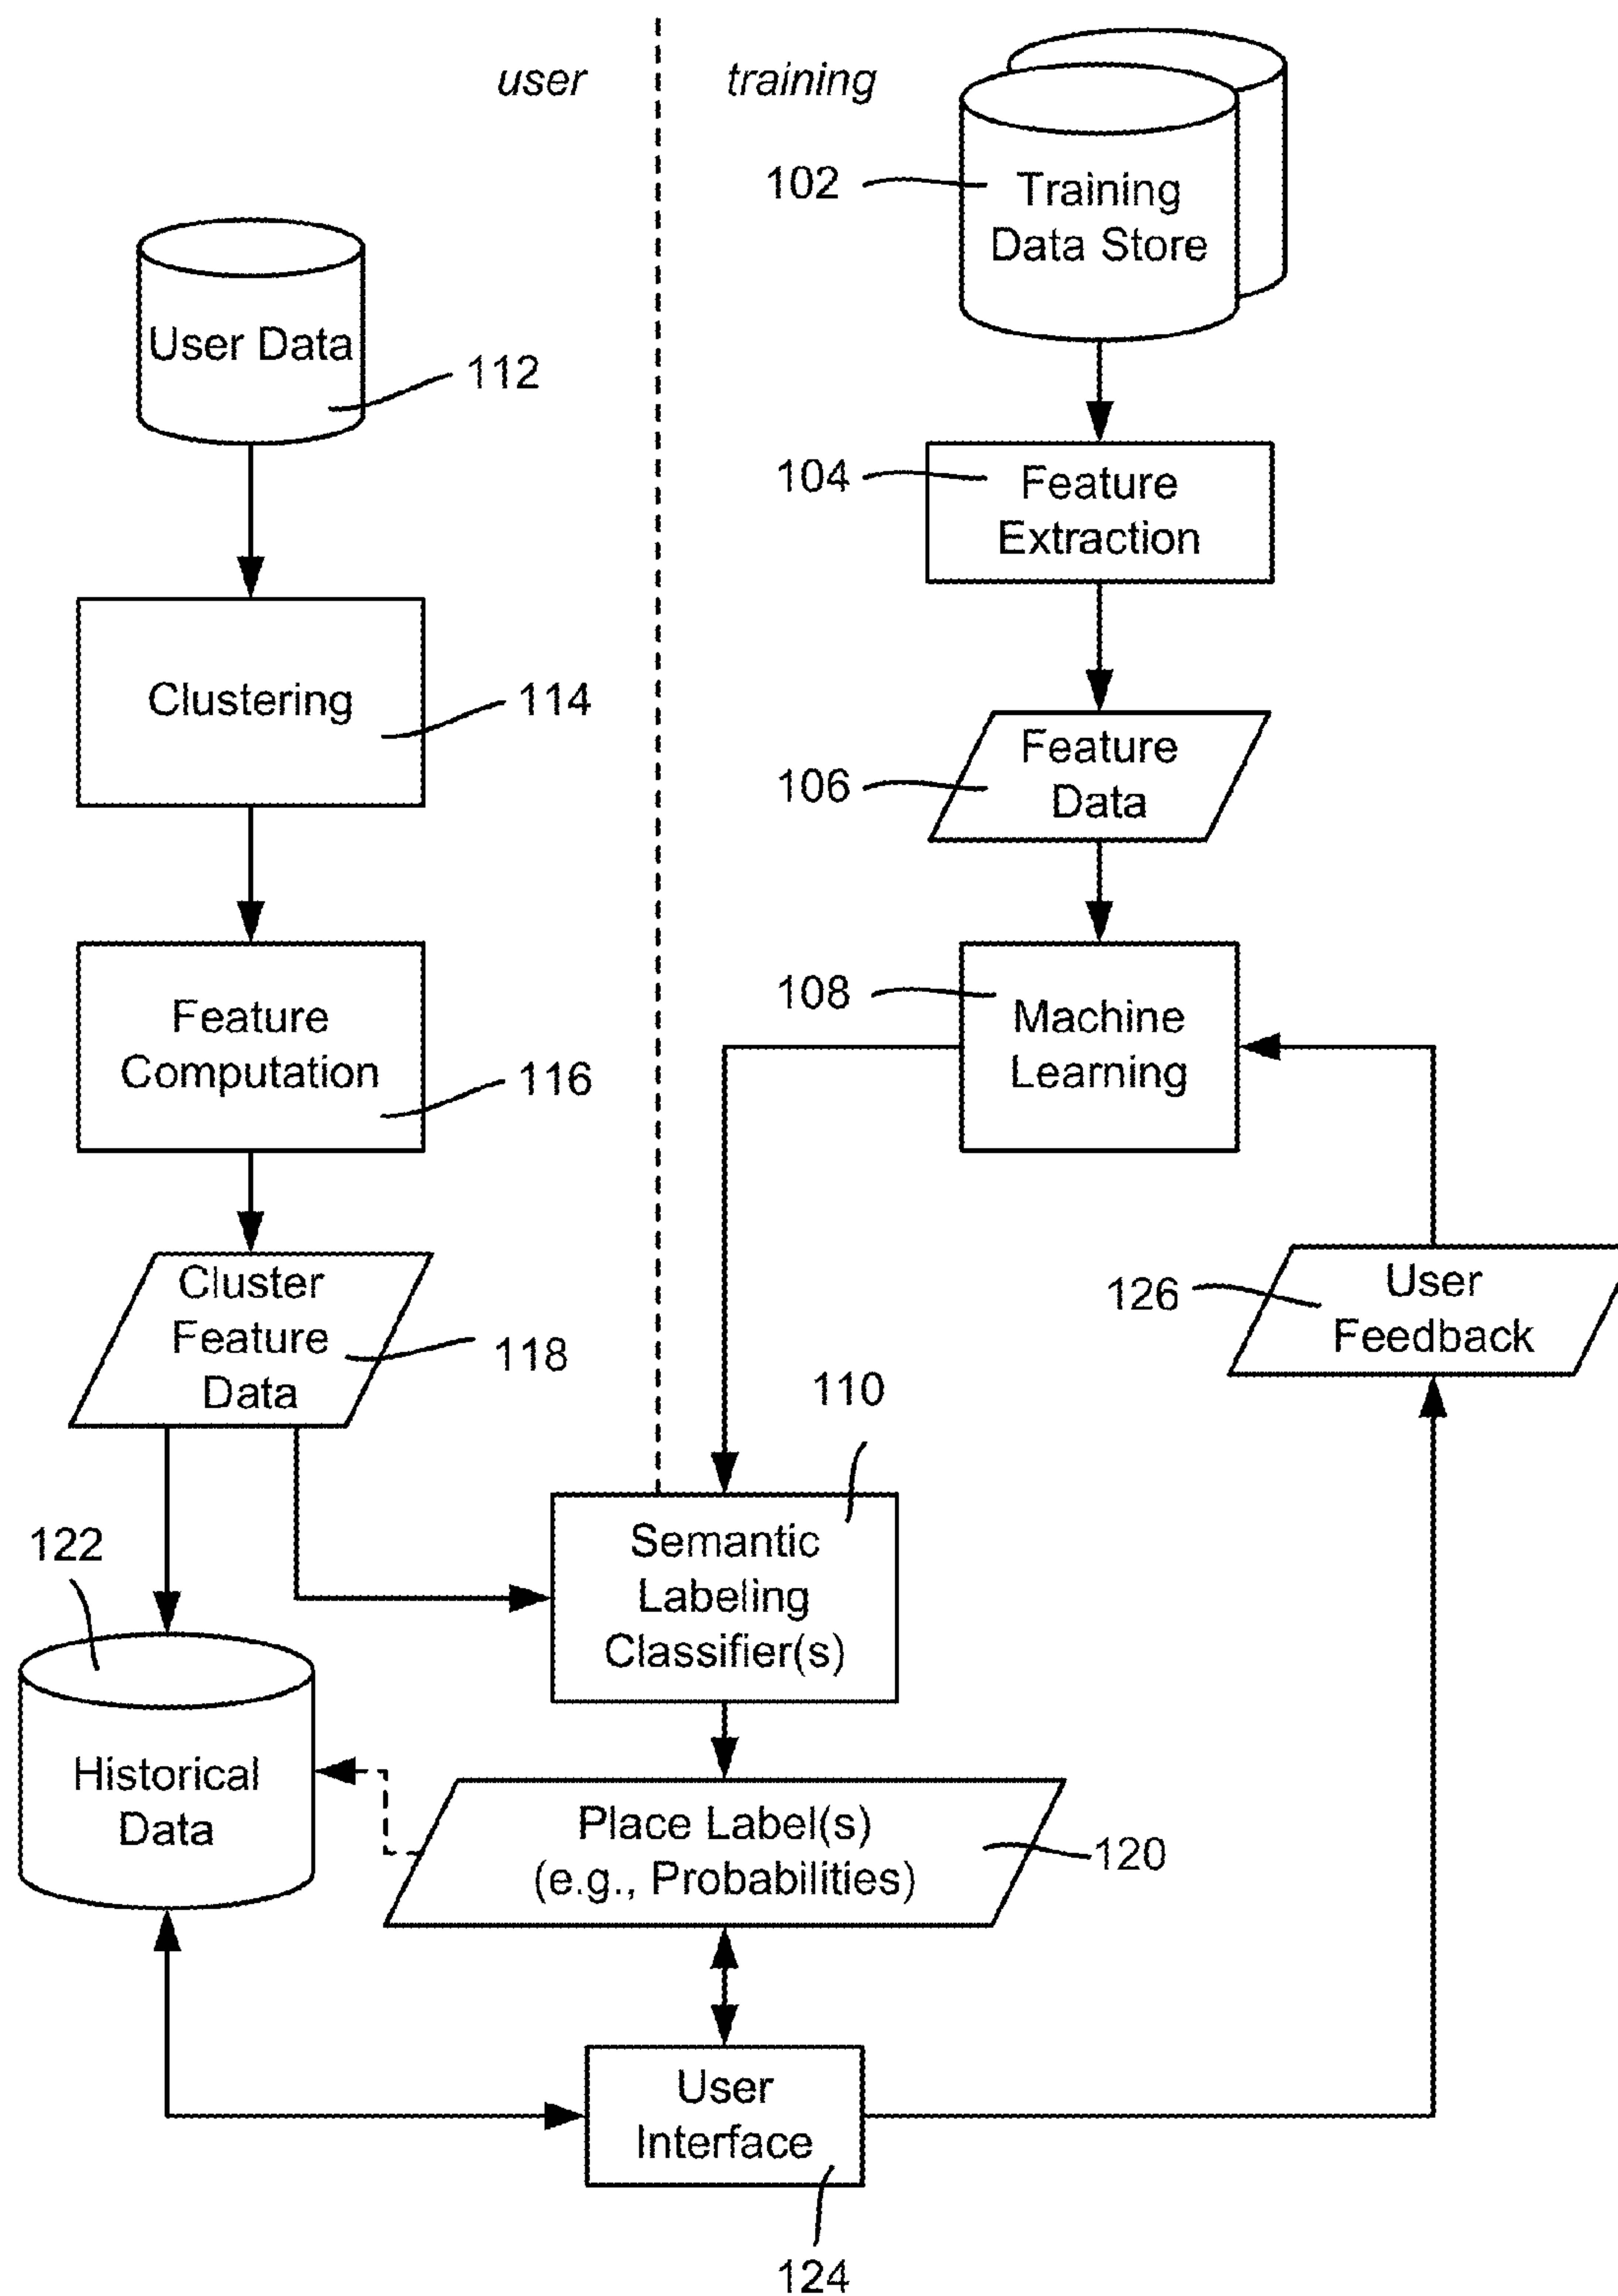 user
training
102
Training
Data Store
User Data
112
104
Feature
Extraction
Clustering
114
106
Feature
Data
108
Machine
Learning
Feature
Computation
116
Cluster
Feature
Data
118
126
User
Feedback
110
122
Semantic
Labeling
Classifier(s)
Historical
Data
Place Label(s)
(e.g., Probabilities)
120
User
Interface
124